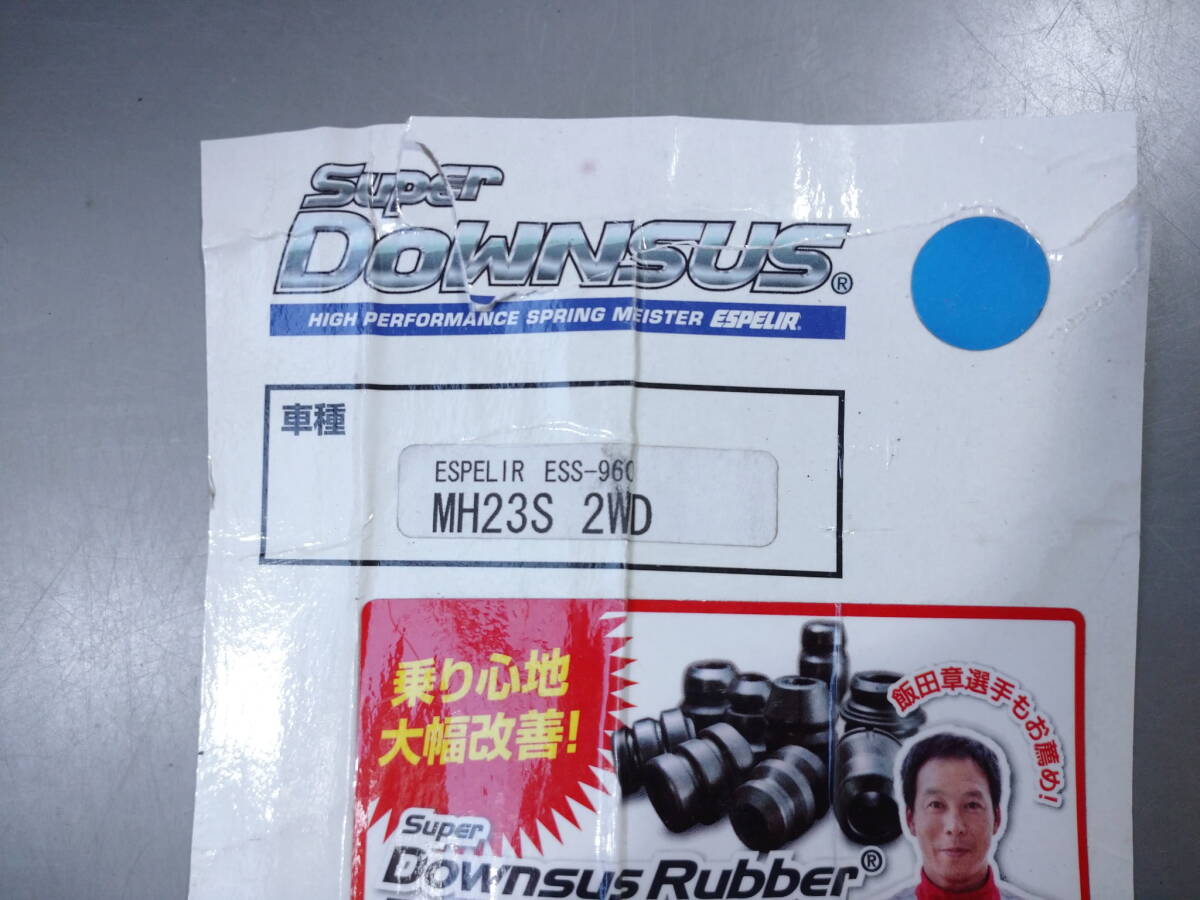 Super
DOWNSUS®
HIGH PERFORMANCE SPRING MEISTER ESPELIR®
車種
ESPELIR ESS-960
MH23S 2WD
乗り心地
大幅改善!
飯田章選手もお薦め!
Super
Downsus Rubber®